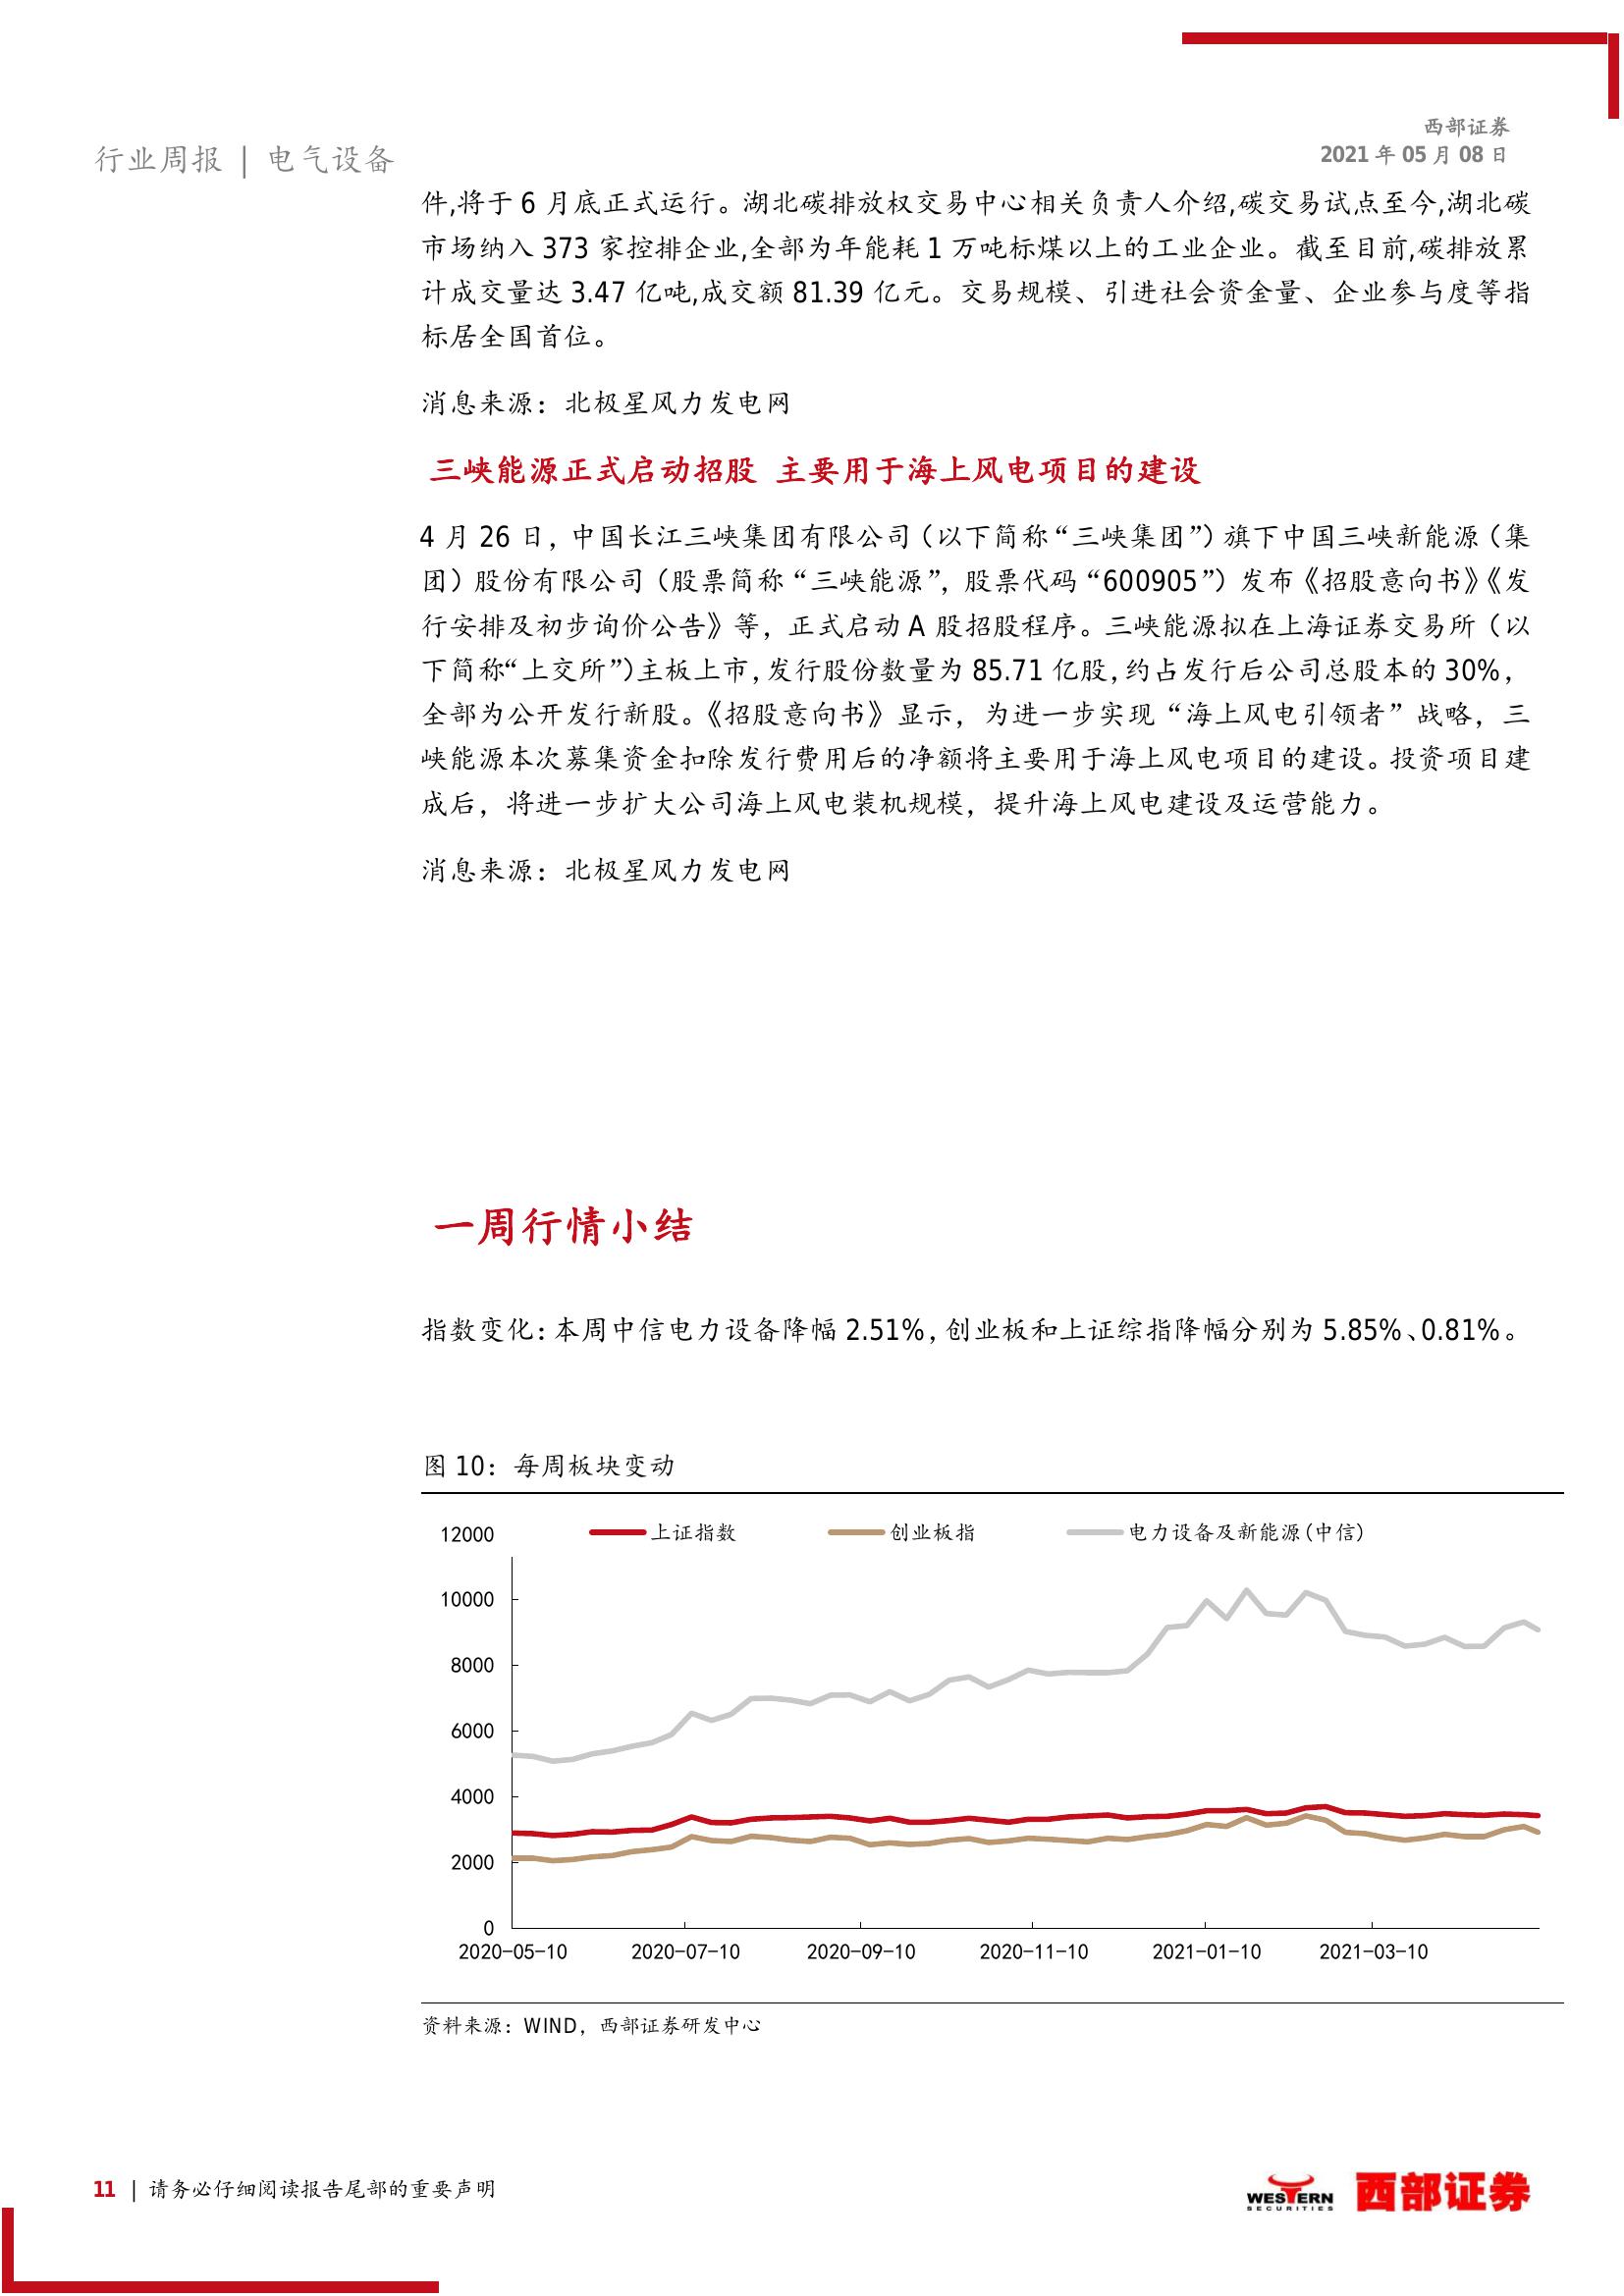 西部证券
2021 年 05 月 08 日
行业周报 | 电气设备
件,将于 6 月底正式运行。湖北碳排放权交易中心相关负责人介绍,碳交易试点至今,湖北碳
市场纳入 373 家控排企业,全部为年能耗 1 万吨标煤以上的工业企业。截至目前,碳排放累
计成交量达 3.47 亿吨,成交额 81.39 亿元。交易规模、引进社会资金量、企业参与度等指
标居全国首位。
消息来源：北极星风力发电网
三峡能源正式启动招股 主要用于海上风电项目的建设
4 月 26 日，中国长江三峡集团有限公司（以下简称“三峡集团”）旗下中国三峡新能源（集
团）股份有限公司（股票简称“三峡能源”，股票代码“600905”）发布《招股意向书》《发
行安排及初步询价公告》等，正式启动 A 股招股程序。三峡能源拟在上海证券交易所（以
下简称“上交所”）主板上市，发行股份数量为 85.71 亿股，约占发行后公司总股本的 30%，
全部为公开发行新股。《招股意向书》显示，为进一步实现“海上风电引领者”战略，三
峡能源本次募集资金扣除发行费用后的净额将主要用于海上风电项目的建设。投资项目建
成后，将进一步扩大公司海上风电装机规模，提升海上风电建设及运营能力。
消息来源：北极星风力发电网
一周行情小结
指数变化：本周中信电力设备降幅 2.51%，创业板和上证综指降幅分别为 5.85%、0.81%。
图 10：每周板块变动
上证指数 创业板指 电力设备及新能源(中信)
12000
10000
8000
6000
4000
2000
0
2020-05-10 2020-07-10 2020-09-10 2020-11-10 2021-01-10 2021-03-10
资料来源：WIND，西部证券研发中心
11 | 请务必仔细阅读报告尾部的重要声明
WESTERN
SECURITIES
西部证券